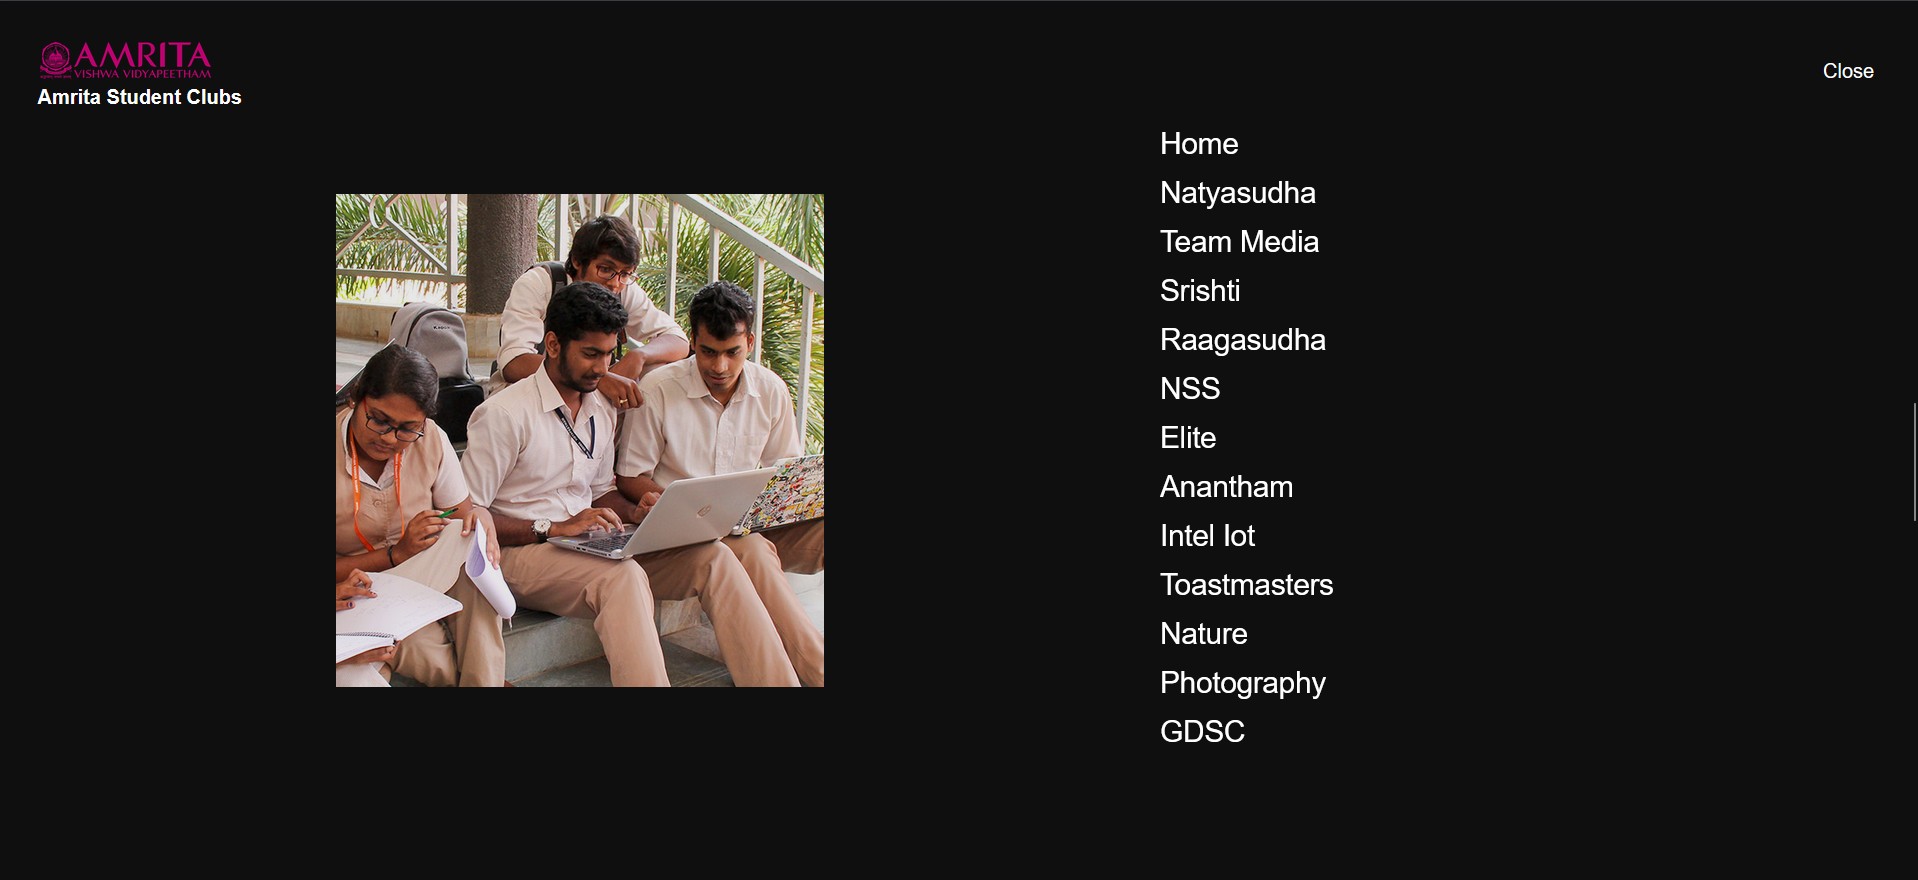 AMRITA
VISHWA VIDYAPEETHAM
Amrita Student Clubs
Close
Home
Natyasudha
Team Media
Srishti
Raagasudha
NSS
Elite
Anantham
Intel Iot
Toastmasters
Nature
Photography
GDSC